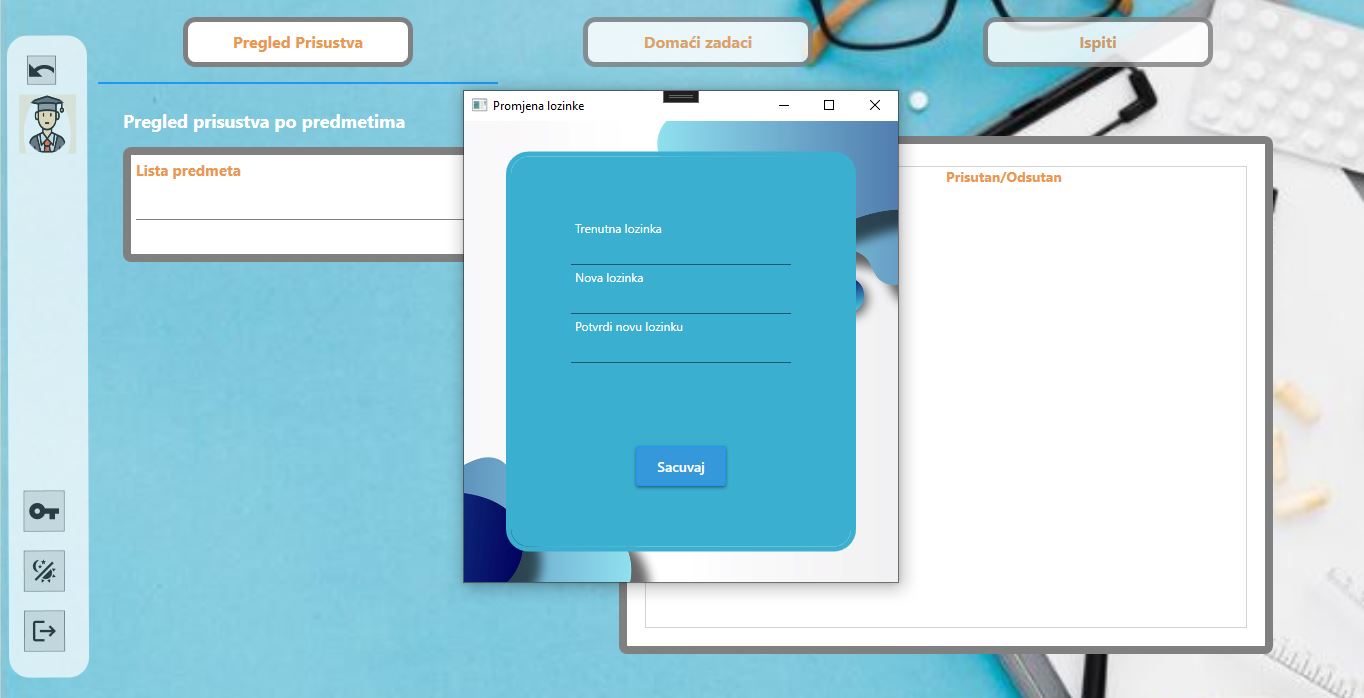 Pregled Prisustva
Domaći zadaci
Ispiti
Pregled prisustva po predmetima
Lista predmeta
Prisutan/Odsutan
Promjena lozinke
Trenutna lozinka
Nova lozinka
Potvrdi novu lozinku
Sacuvaj